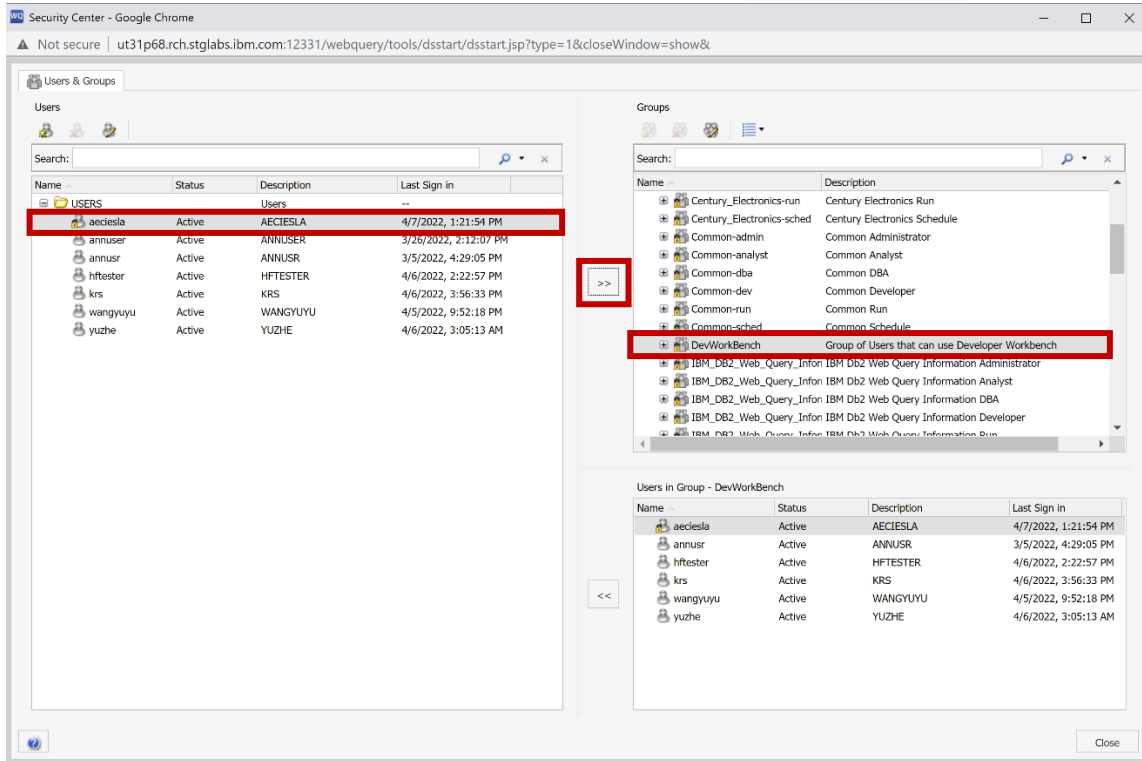 WQ Security Center - Google Chrome
Not secure | ut31p68.rch.stglabs.ibm.com:12331/webquery/tools/dsstart/dsstart.jsp?type=1&closeWindow=show&
Users & Groups
Users
Search:
Name Status Description Last Sign in
USERS Users --
aeciesla Active AECIESLA 4/7/2022, 1:21:54 PM
annuser Active ANNUSER 3/26/2022, 2:12:07 PM
annusr Active ANNUSR 3/5/2022, 4:29:05 PM
hftester Active HFTESTER 4/6/2022, 2:22:57 PM
krs Active KRS 4/6/2022, 3:56:33 PM
wangyuyu Active WANGYUYU 4/5/2022, 9:52:18 PM
yuzhe Active YUZHE 4/6/2022, 3:05:13 AM
>>
<<
Groups
Search:
Name Description
Century_Electronics-run Century Electronics Run
Century_Electronics-sched Century Electronics Schedule
Common-admin Common Administrator
Common-analyst Common Analyst
Common-dba Common DBA
Common-dev Common Developer
Common-run Common Run
Common-sched Common Schedule
DevWorkBench Group of Users that can use Developer Workbench
IBM_DB2_Web_Query_Infor IBM Db2 Web Query Information Administrator
IBM_DB2_Web_Query_Infor IBM Db2 Web Query Information Analyst
IBM_DB2_Web_Query_Infor IBM Db2 Web Query Information DBA
IBM_DB2_Web_Query_Infor IBM Db2 Web Query Information Developer
IBM_DB2_Web_Query_Infor IBM Db2 Web Query Information Run
Users in Group - DevWorkBench
Name Status Description Last Sign in
aeciesla Active AECIESLA 4/7/2022, 1:21:54 PM
annusr Active ANNUSR 3/5/2022, 4:29:05 PM
hftester Active HFTESTER 4/6/2022, 2:22:57 PM
krs Active KRS 4/6/2022, 3:56:33 PM
wangyuyu Active WANGYUYU 4/5/2022, 9:52:18 PM
yuzhe Active YUZHE 4/6/2022, 3:05:13 AM
?
Close